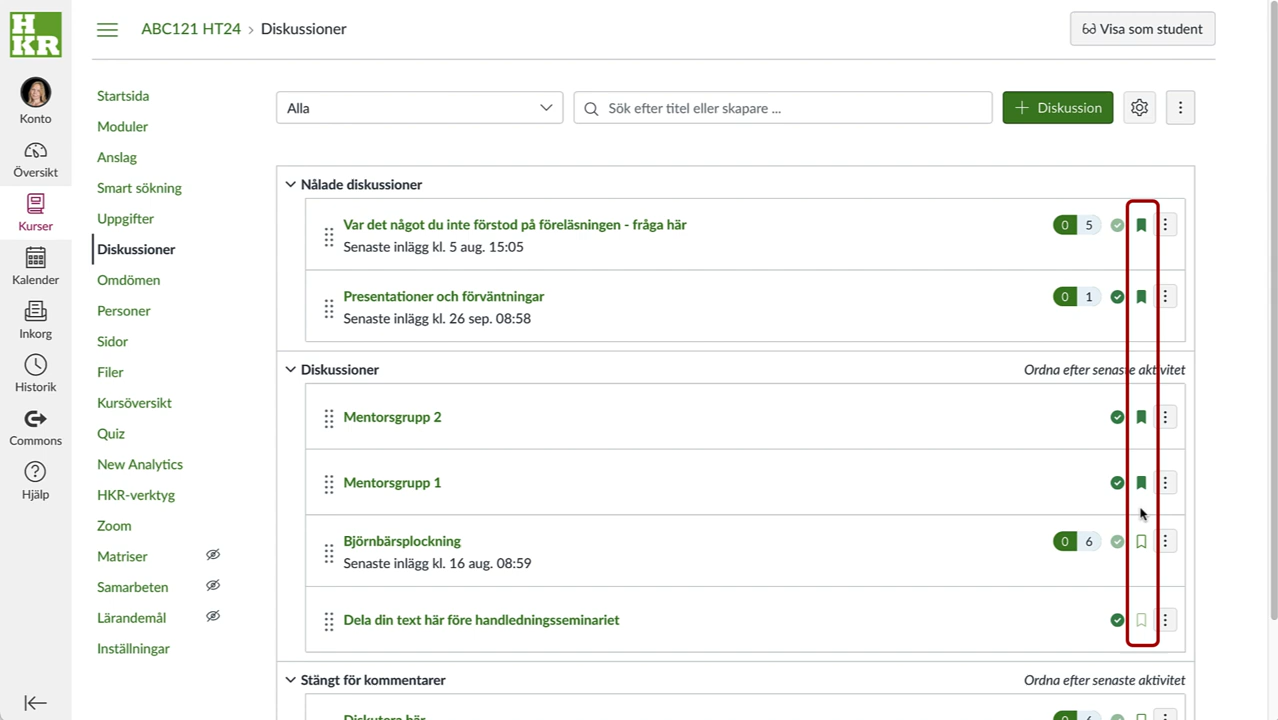 HKR
ABC121 HT24 › Diskussioner
Visa som student
Konto
Översikt
Kurser
Kalender
Inkorg
Historik
Commons
Hjälp
Startsida
Moduler
Anslag
Smart sökning
Uppgifter
Diskussioner
Omdömen
Personer
Sidor
Filer
Kursöversikt
Quiz
New Analytics
HKR-verktyg
Zoom
Matriser
Samarbeten
Lärandemål
Inställningar
Alla
Sök efter titel eller skapare ...
+ Diskussion
Nålade diskussioner
Var det något du inte förstod på föreläsningen - fråga här
0 5
Senaste inlägg kl. 5 aug. 15:05
Presentationer och förväntningar
0 1
Senaste inlägg kl. 26 sep. 08:58
Diskussioner
Ordna efter senaste aktivitet
Mentorsgrupp 2
Mentorsgrupp 1
Björnbärsplockning
0 6
Senaste inlägg kl. 16 aug. 08:59
Dela din text här före handledningsseminariet
Stängt för kommentarer
Ordna efter senaste aktivitet
Diskutera här